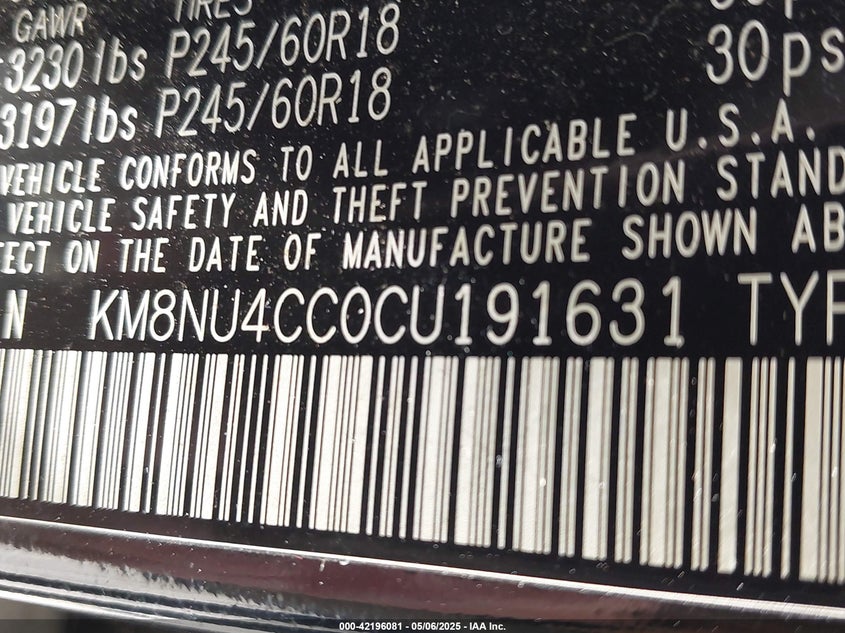 GAWR TIRES
3230 lbs P245/60R18 30ps
3197 lbs P245/60R18
VEHICLE CONFORMS TO ALL APPLICABLE U.S.A.
VEHICLE SAFETY AND THEFT PREVENTION STAND
ECT ON THE DATE OF MANUFACTURE SHOWN AB
N KM8NU4CC0CU191631 TYP
000-42196081 - 05/06/2025 - IAA Inc.